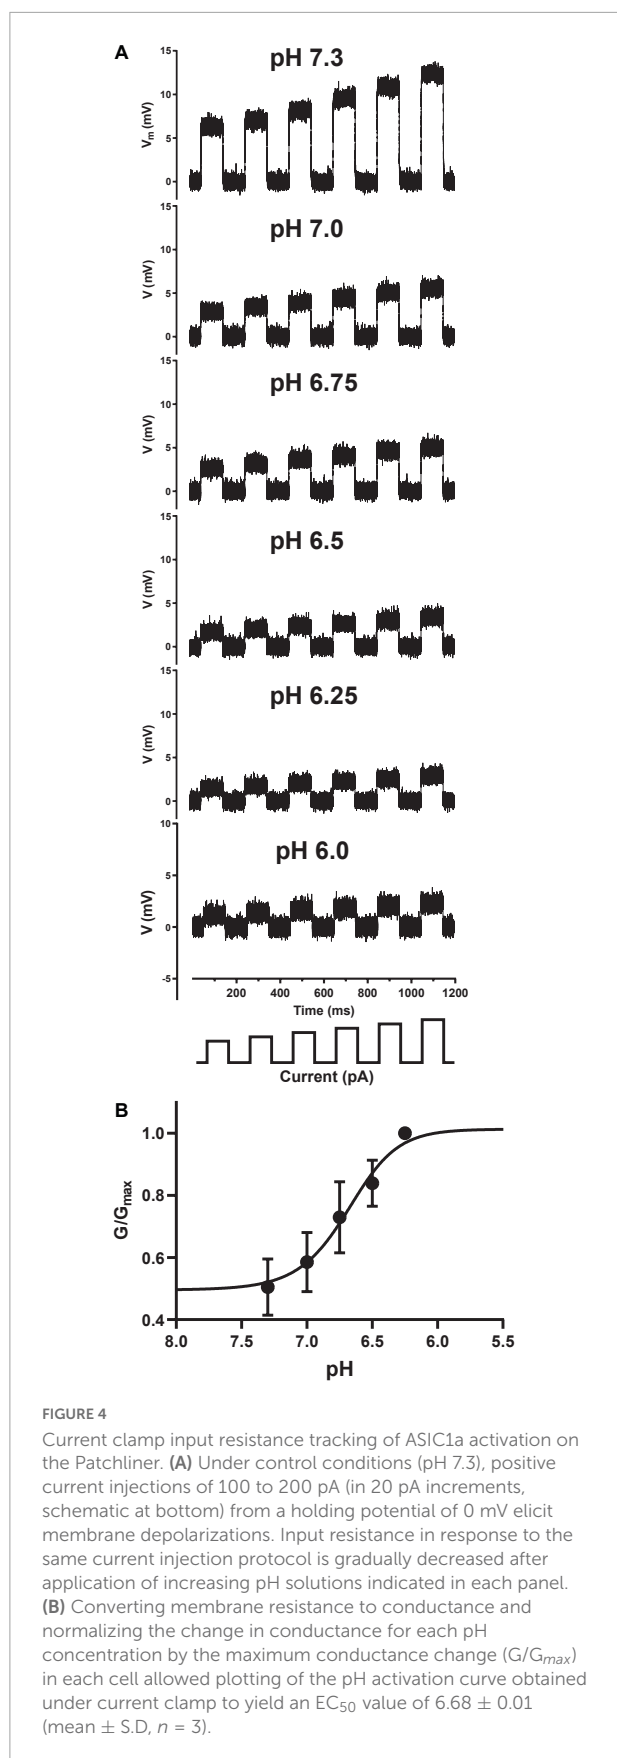 A
pH 7.3
15
10
5
0
Vm (mV)
pH 7.0
15
10
5
0
V (mV)
pH 6.75
15
10
5
0
V (mV)
pH 6.5
15
10
5
0
V (mV)
pH 6.25
15
10
5
0
V (mV)
pH 6.0
10
5
0
-5
V (mV)
200 400 600 800 1000 1200
Time (ms)
Current (pA)
B
1.0
0.8
0.6
0.4
G/Gmax
8.0 7.5 7.0 6.5 6.0 5.5
pH
FIGURE 4
Current clamp input resistance tracking of ASIC1a activation on
the Patchliner. (A) Under control conditions (pH 7.3), positive
current injections of 100 to 200 pA (in 20 pA increments,
schematic at bottom) from a holding potential of 0 mV elicit
membrane depolarizations. Input resistance in response to the
same current injection protocol is gradually decreased after
application of increasing pH solutions indicated in each panel.
(B) Converting membrane resistance to conductance and
normalizing the change in conductance for each pH
concentration by the maximum conductance change (G/Gmax)
in each cell allowed plotting of the pH activation curve obtained
under current clamp to yield an EC50 value of 6.68 ± 0.01
(mean ± S.D, n = 3).